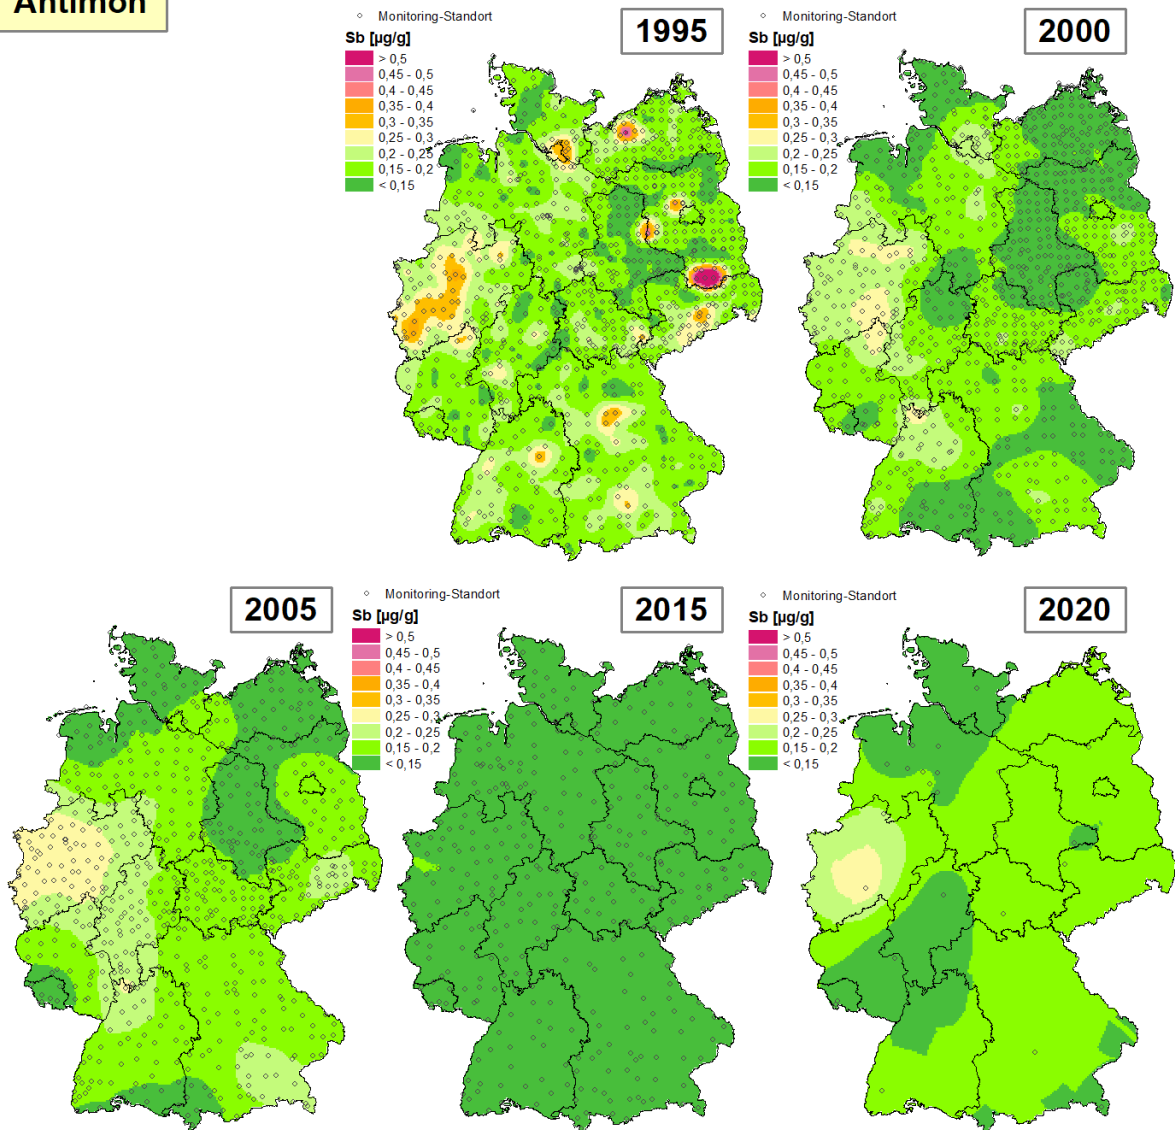 Antimon
Monitoring-Standort
Sb [µg/g]
> 0,5
0,45 - 0,5
0,4 - 0,45
0,35 - 0,4
0,3 - 0,35
0,25 - 0,3
0,2 - 0,25
0,15 - 0,2
< 0,15
1995
Monitoring-Standort
Sb [µg/g]
> 0,5
0,45 - 0,5
0,4 - 0,45
0,35 - 0,4
0,3 - 0,35
0,25 - 0,3
0,2 - 0,25
0,15 - 0,2
< 0,15
2000
2005
Monitoring-Standort
Sb [µg/g]
> 0,5
0,45 - 0,5
0,4 - 0,45
0,35 - 0,4
0,3 - 0,35
0,25 - 0,3
0,2 - 0,25
0,15 - 0,2
< 0,15
2015
Monitoring-Standort
Sb [µg/g]
> 0,5
0,45 - 0,5
0,4 - 0,45
0,35 - 0,4
0,3 - 0,35
0,25 - 0,3
0,2 - 0,25
0,15 - 0,2
< 0,15
2020